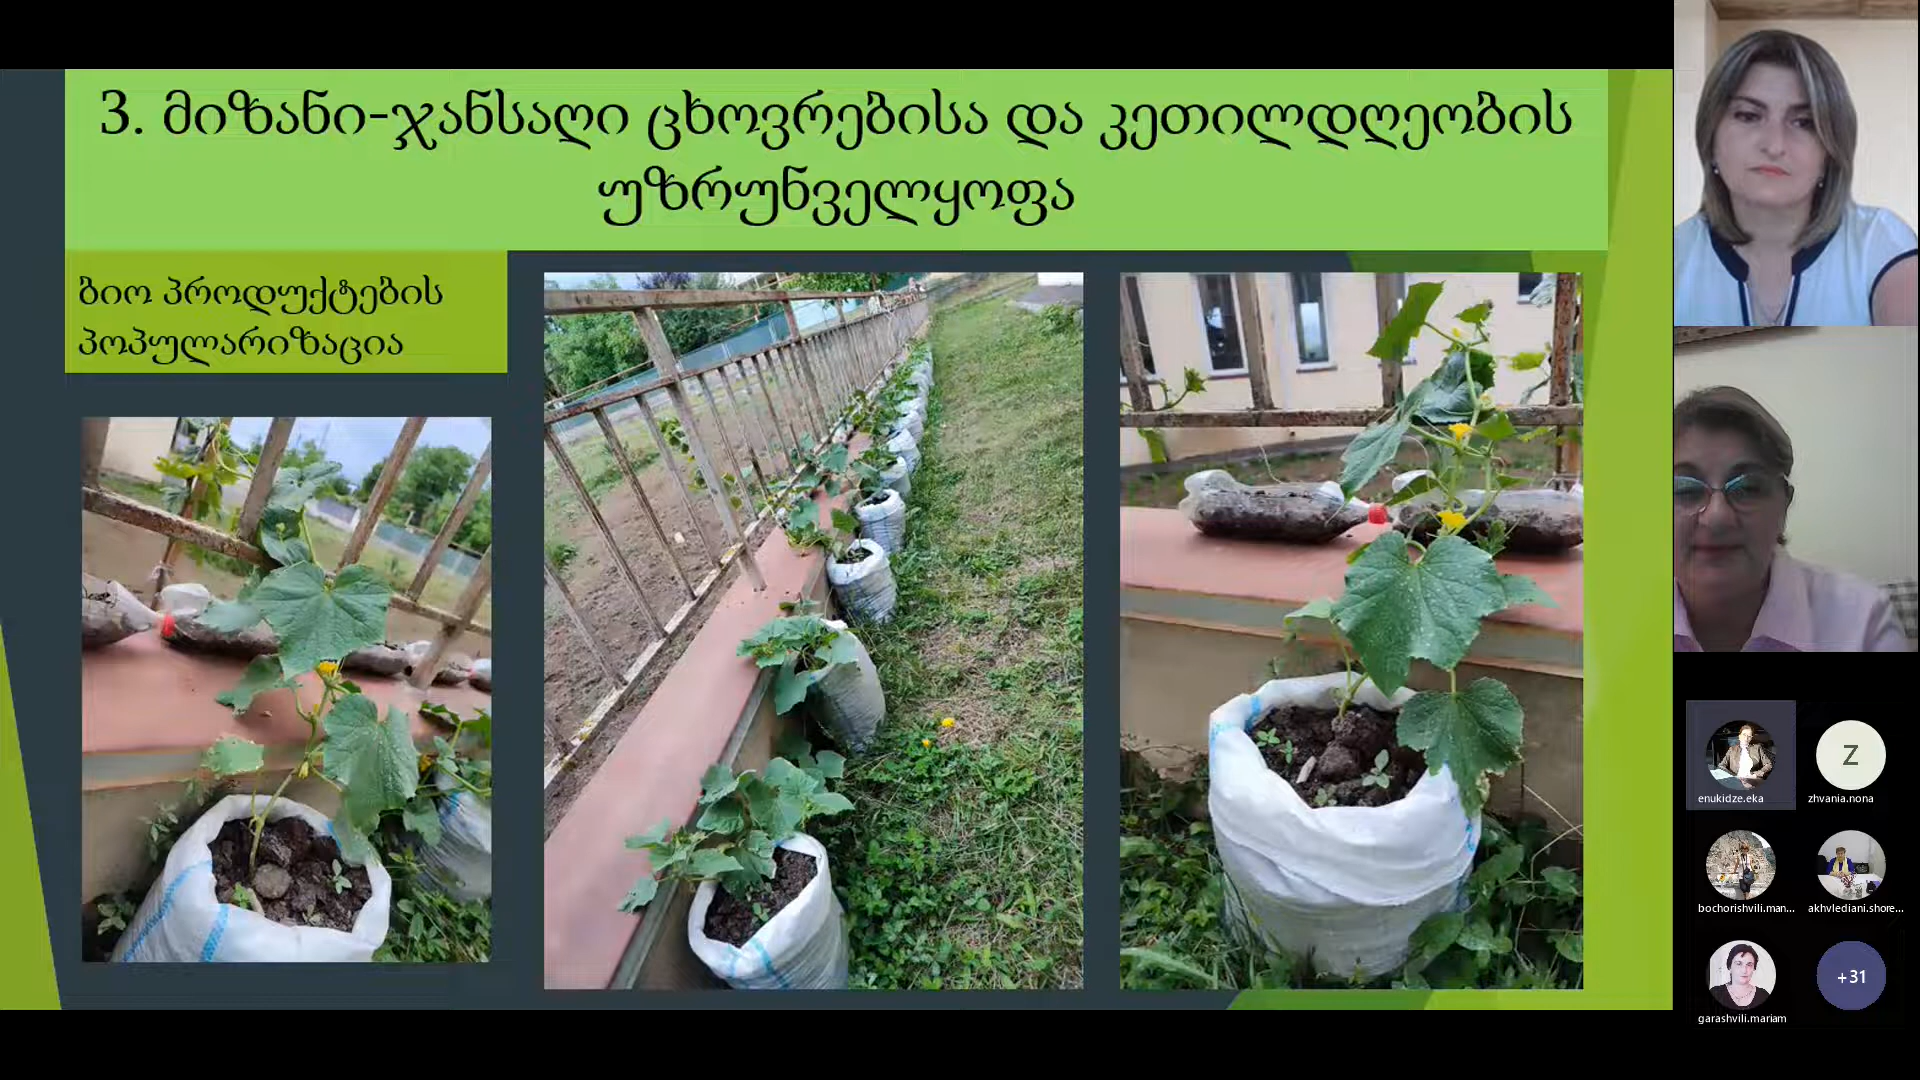 3. მიზანი-ჯანსაღი ცხოვრებისა და კეთილდღეობის
უზრუნველყოფა
ბიო პროდუქტების
პოპულარიზაცია
enukidze.eka
Z
zhvania.nona
bochorishvili.man...
akhvlediani.shore...
garashvili.mariam
+31